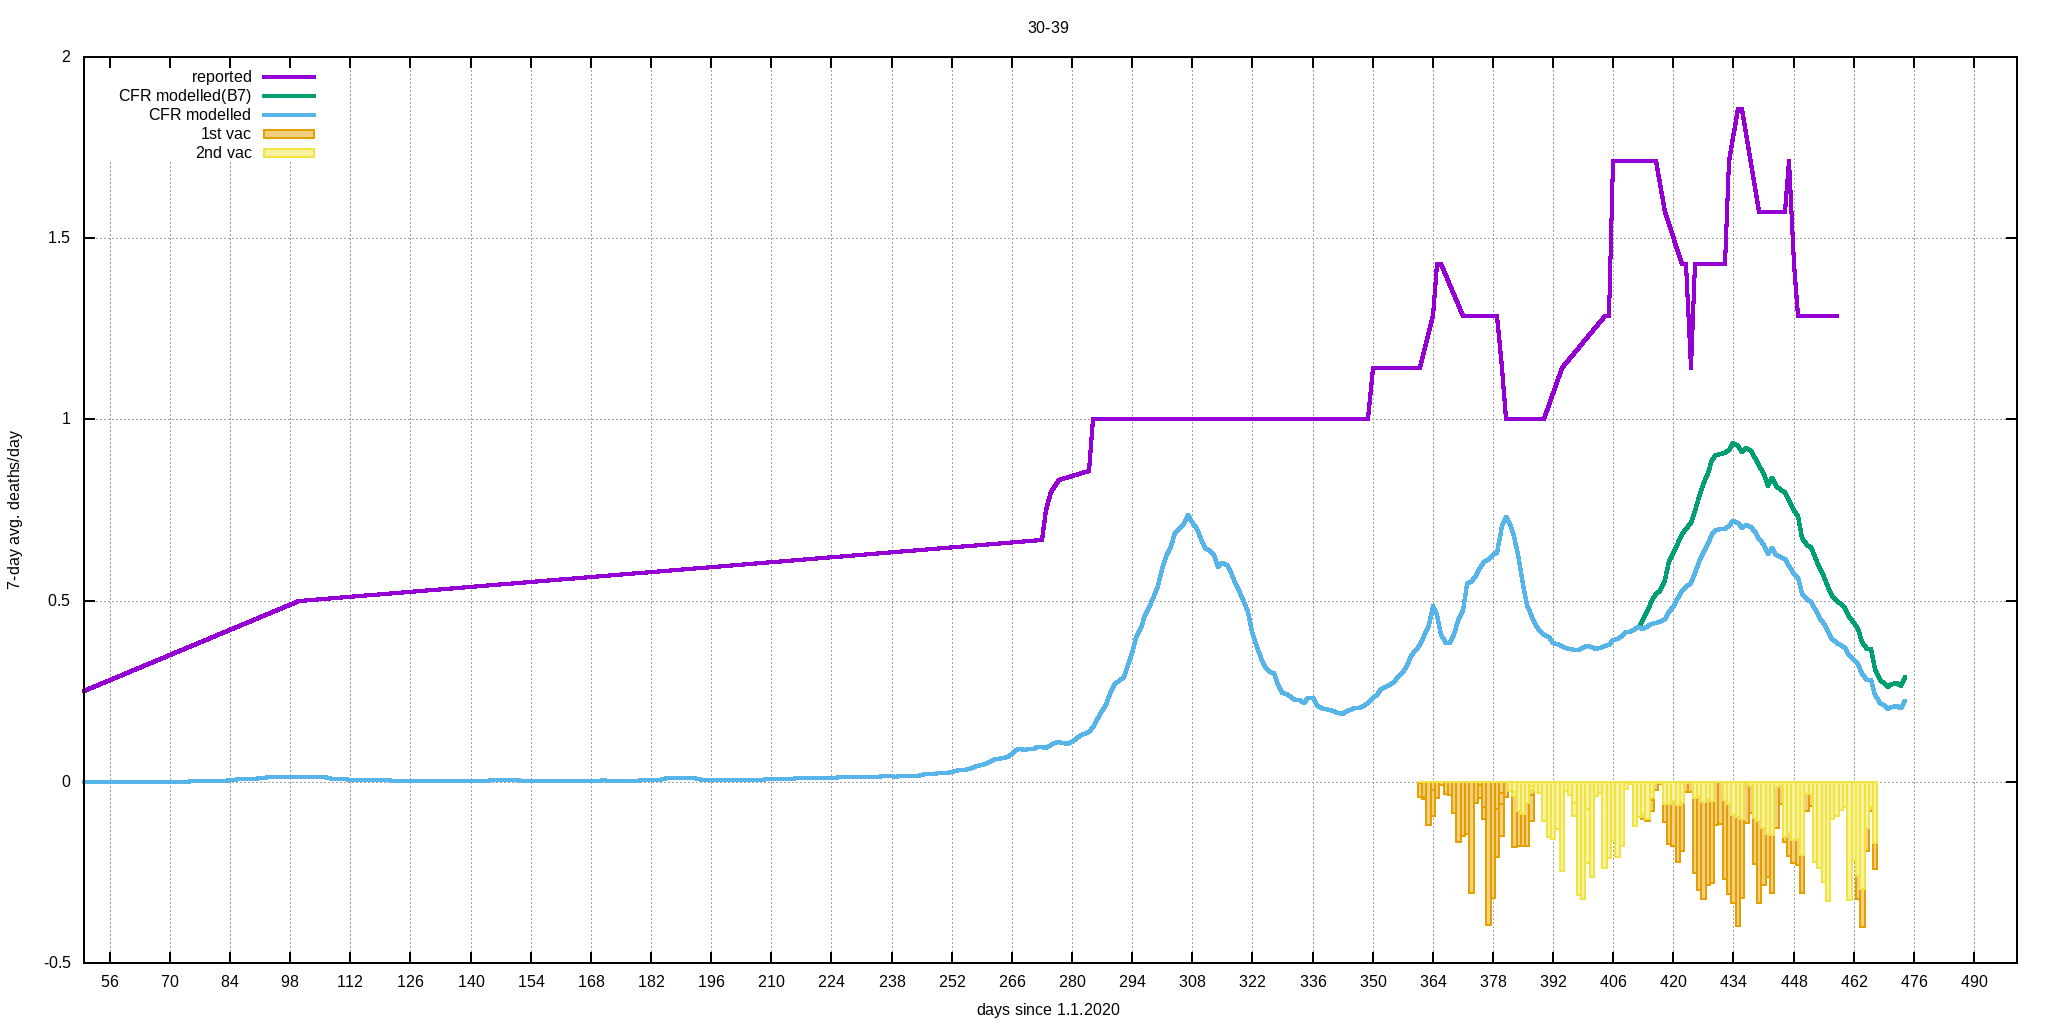 30-39
reported
CFR modelled(B7)
CFR modelled
1st vac
2nd vac
2
1.5
1
0.5
0
-0.5
7-day avg. deaths/day
56 70 84 98 112 126 140 154 168 182 196 210 224 238 252 266 280 294 308 322 336 350 364 378 392 406 420 434 448 462 476 490
days since 1.1.2020